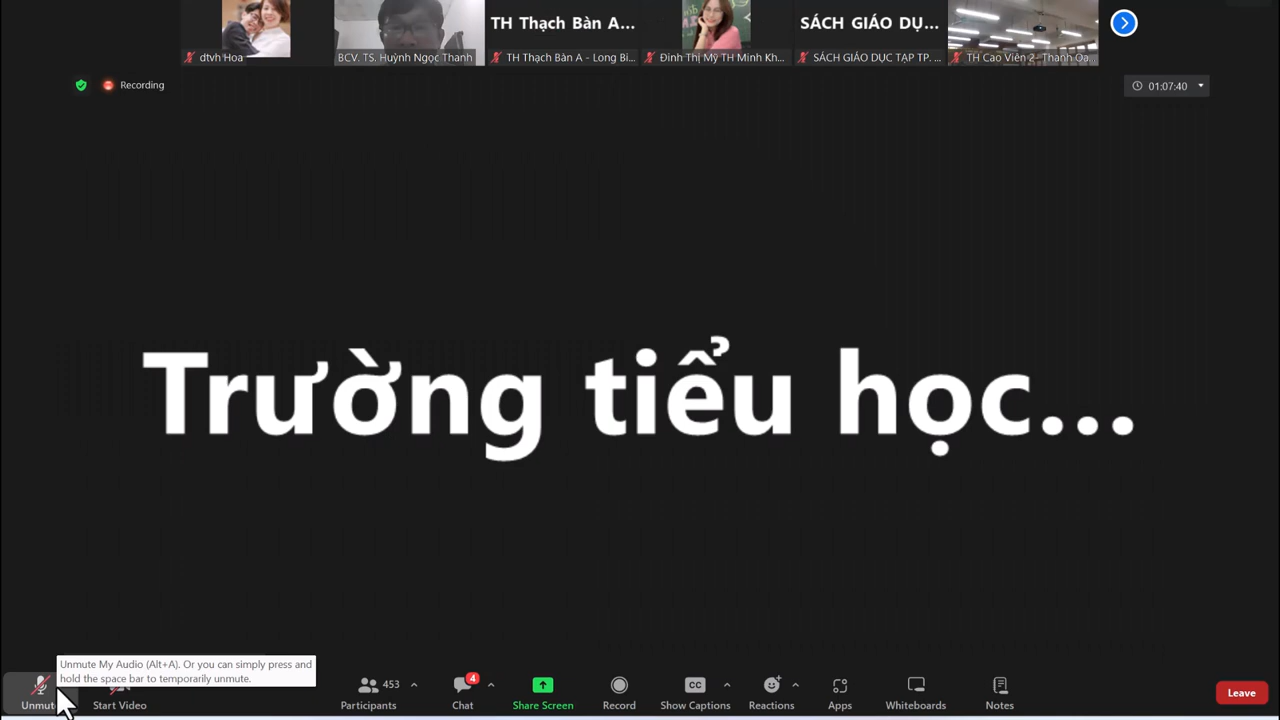 TH Thạch Bàn A...
SÁCH GIÁO DỤ...
dtvh Hoa
BCV. TS. Huỳnh Ngọc Thanh
TH Thạch Bàn A - Long Bi...
Đinh Thị Mỹ TH Minh Kh...
SÁCH GIÁO DỤC TẠP TP. ...
TH Cao Viên 2- Thanh Oa...
Recording
01:07:40
Trường tiểu học...
Unmute My Audio (Alt+A). Or you can simply press and
hold the space bar to temporarily unmute.
453
4
CC
Unmute
Start Video
Participants
Chat
Share Screen
Record
Show Captions
Reactions
Apps
Whiteboards
Notes
Leave